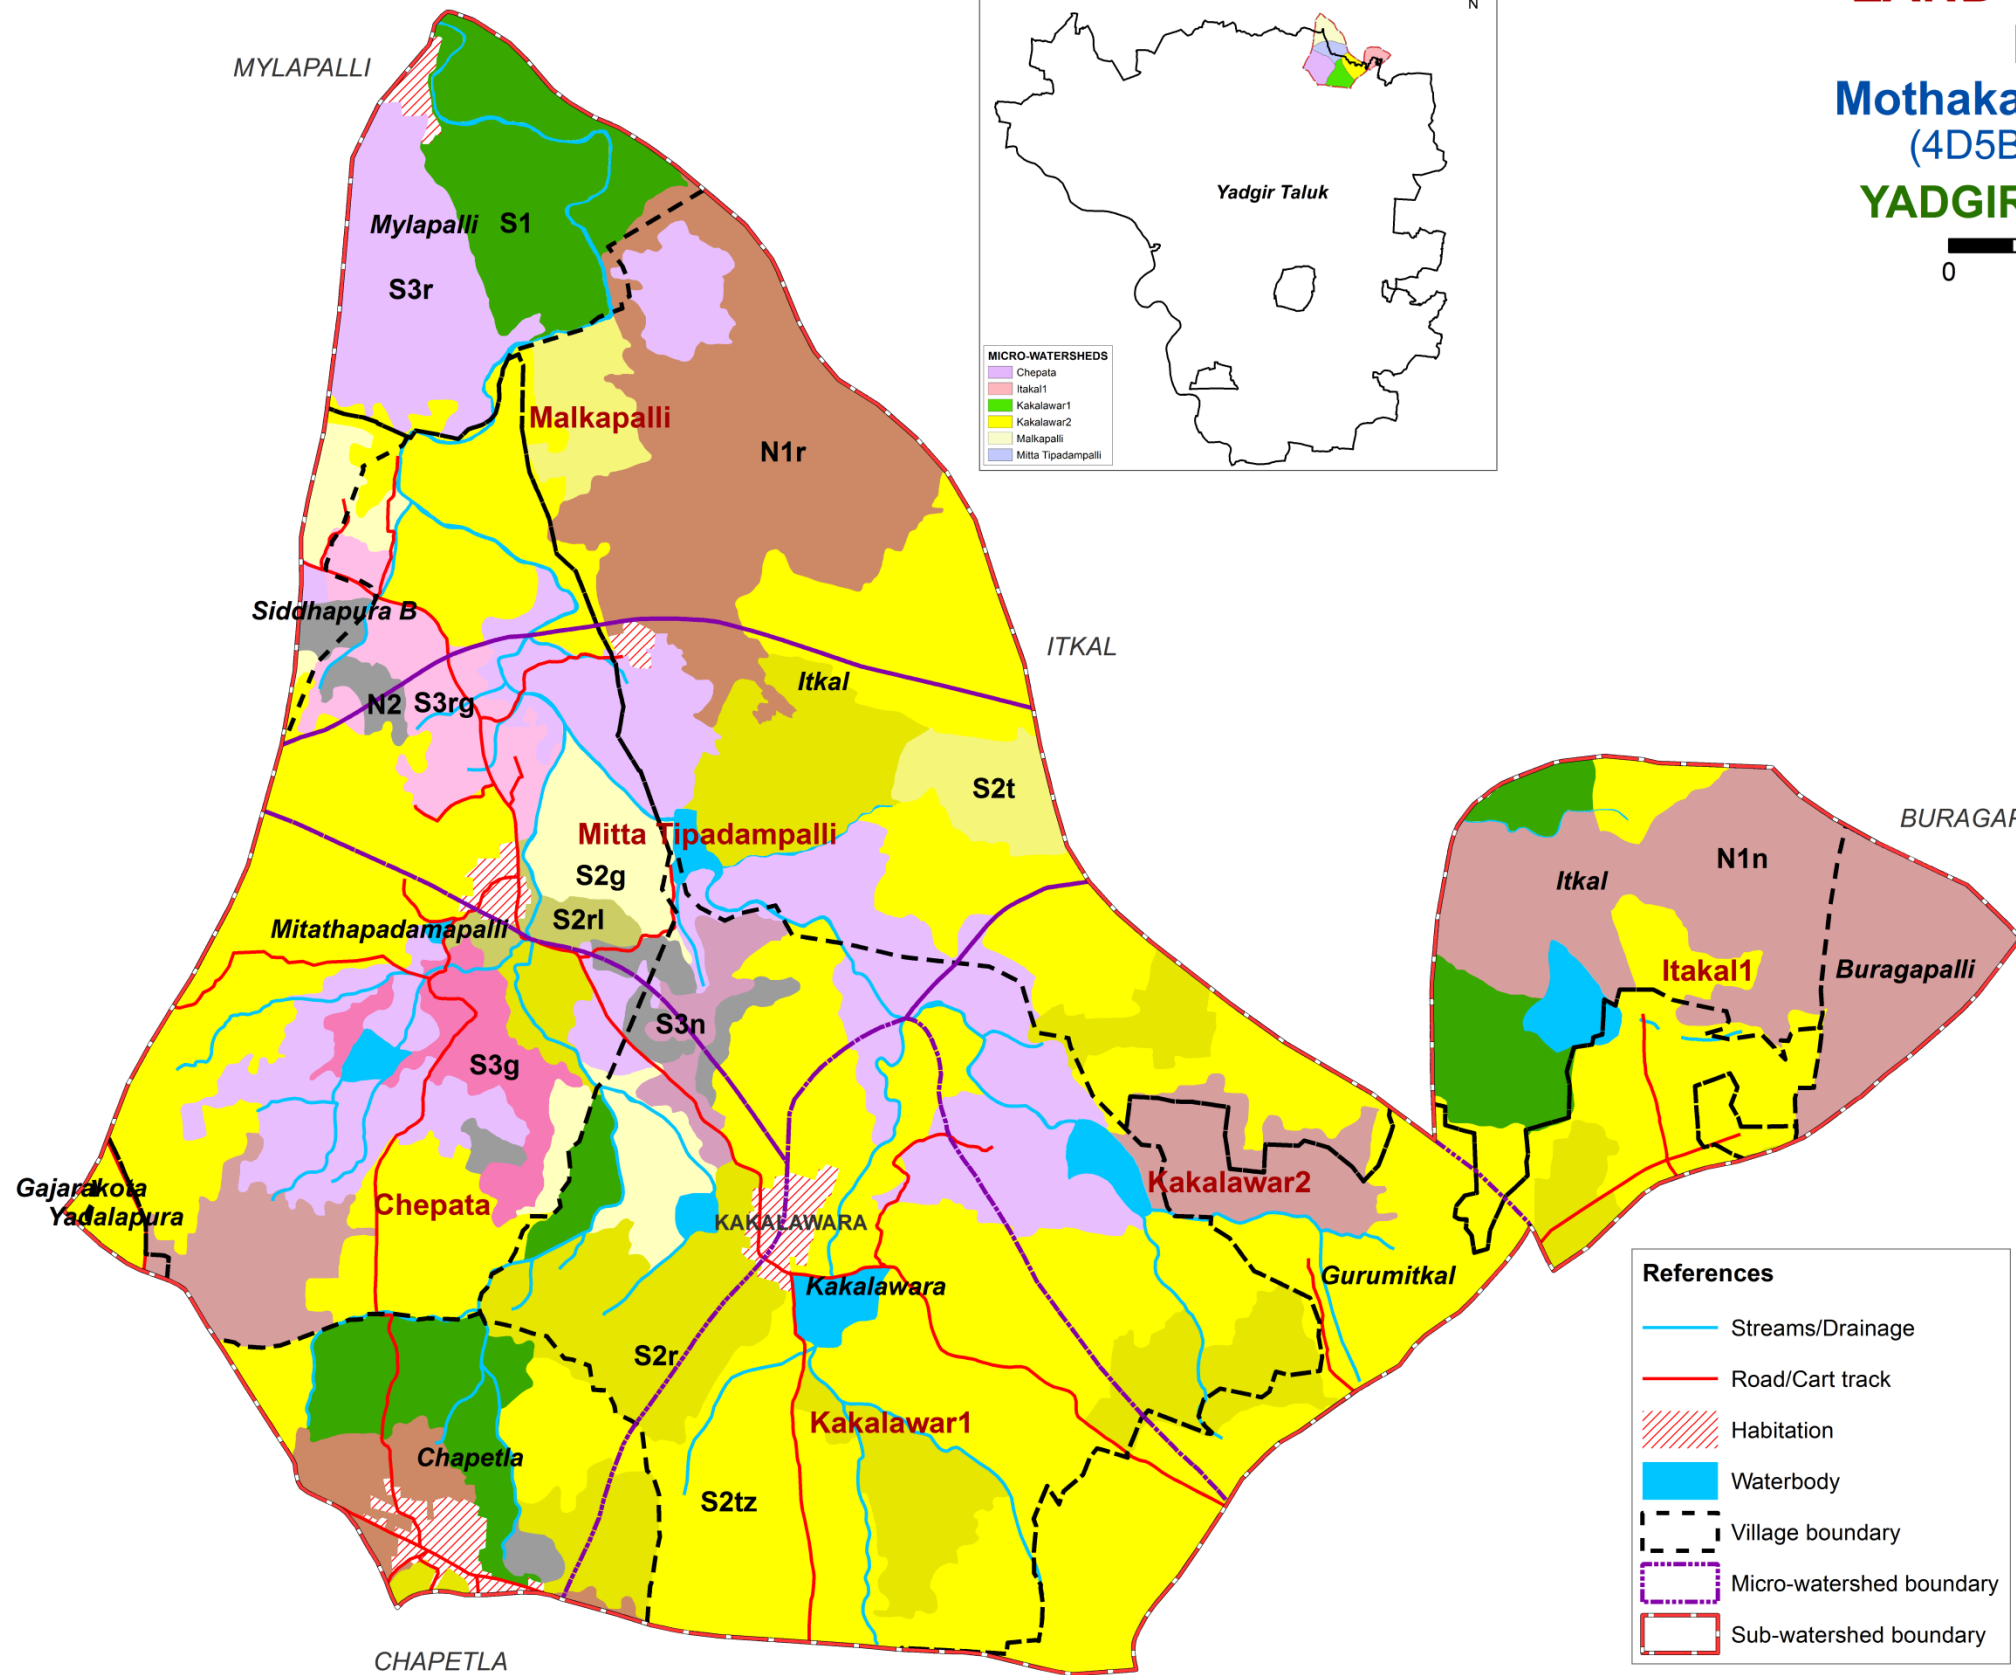 MYLAPALLI
N
Mothaka
(4D5B
YADGIR
0
Yadgir Taluk
MICRO-WATERSHEDS
Chepata
Itakal1
Kakalawar1
Kakalawar2
Malkapalli
Mitta Tipadampalli
Mylapalli
S1
S3r
Malkapalli
N1r
Siddhapura B
ITKAL
Itkal
N2
S3rg
S2t
Mitta Tipadampalli
BURAGAP
N1n
Itkal
S2g
S2rl
Mitathapadamapalli
Itakal1
Buragapalli
S3n
S3g
Kakalawar2
Gajarakota
Yadalapura
Chepata
KAKALAWARA
Kakalawara
Gurumitkal
S2r
Kakalawar1
Chapetla
S2tz
CHAPETLA
References
Streams/Drainage
Road/Cart track
Habitation
Waterbody
Village boundary
Micro-watershed boundary
Sub-watershed boundary